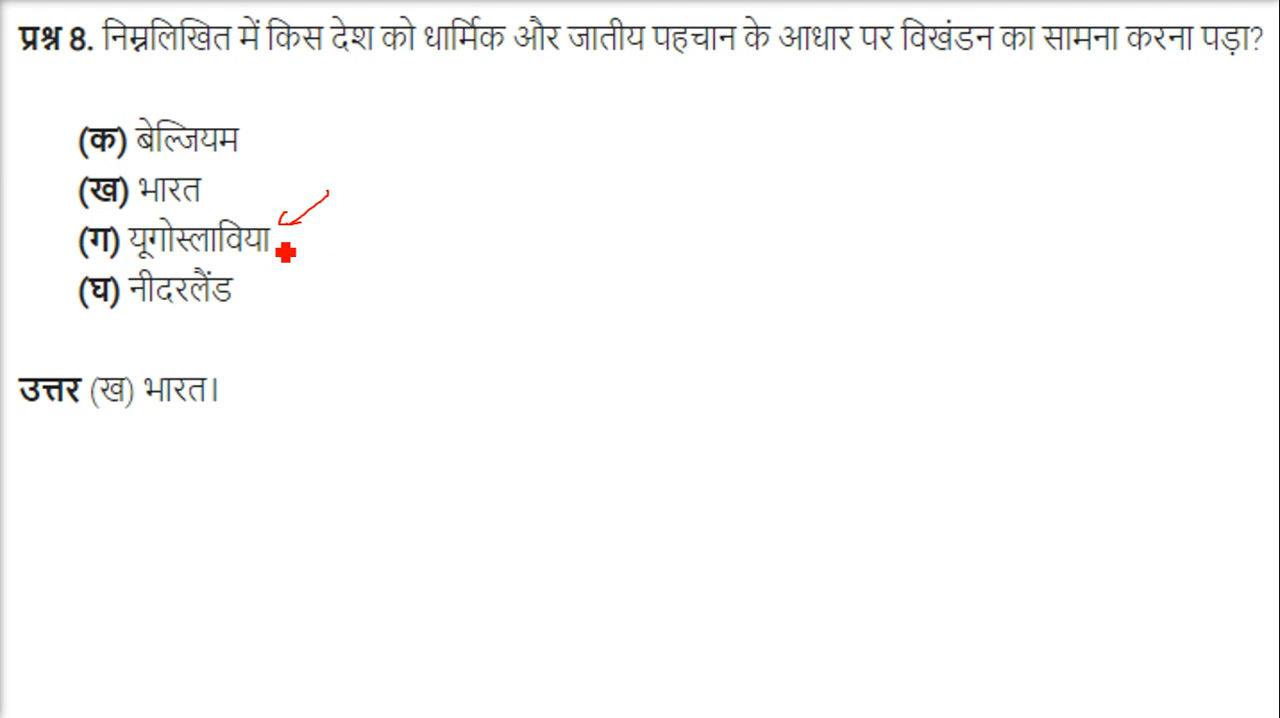 प्रश्न 8. निम्नलिखित में किस देश को धार्मिक और जातीय पहचान के आधार पर विखंडन का सामना करना पड़ा?
(क) बेल्जियम
(ख) भारत
(ग) यूगोस्लाविया
(घ) नीदरलैंड
उत्तर (ख) भारत।